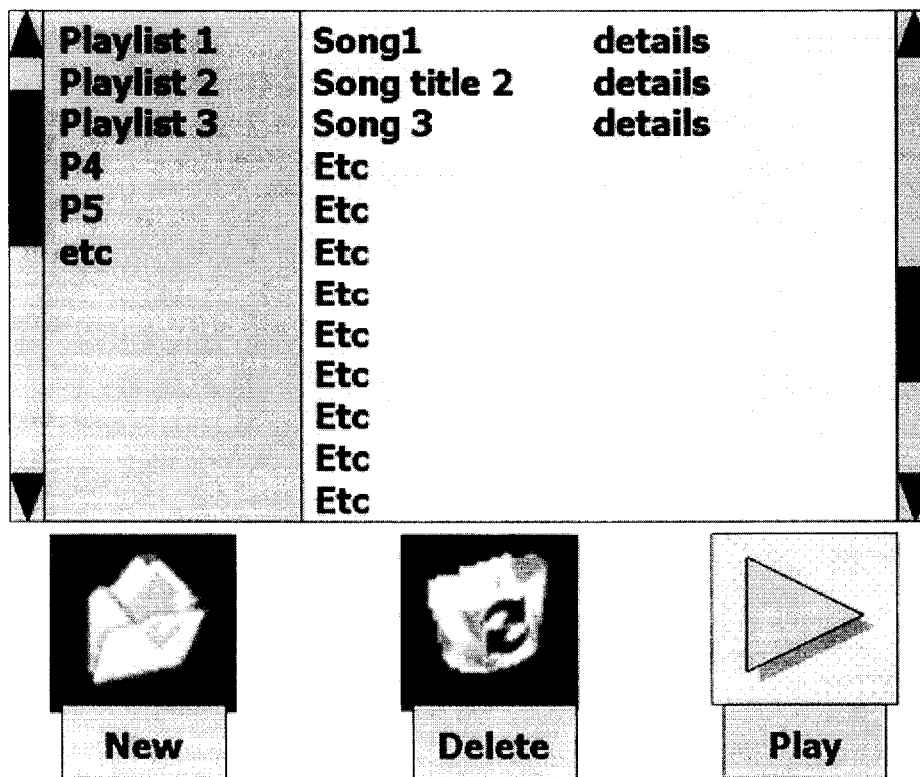 Playlist 1
Playlist 2
Playlist 3
P4
P5
etc
Song1 details
Song title 2 details
Song 3 details
Etc
Etc
Etc
Etc
Etc
Etc
Etc
Etc
Etc
New
Delete
Play